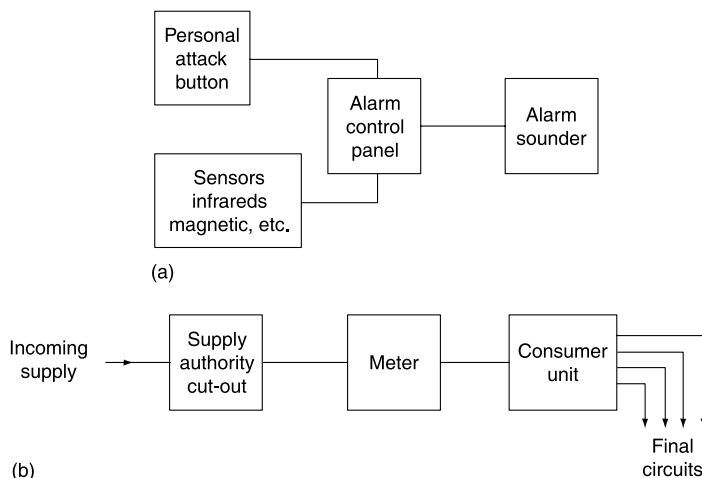 Personal
attack
button
Alarm
control
panel
Alarm
sounder
Sensors
infrareds
magnetic, etc.
(a)
Incoming
supply
Supply
authority
cut-out
Meter
Consumer
unit
Final
circuits
(b)